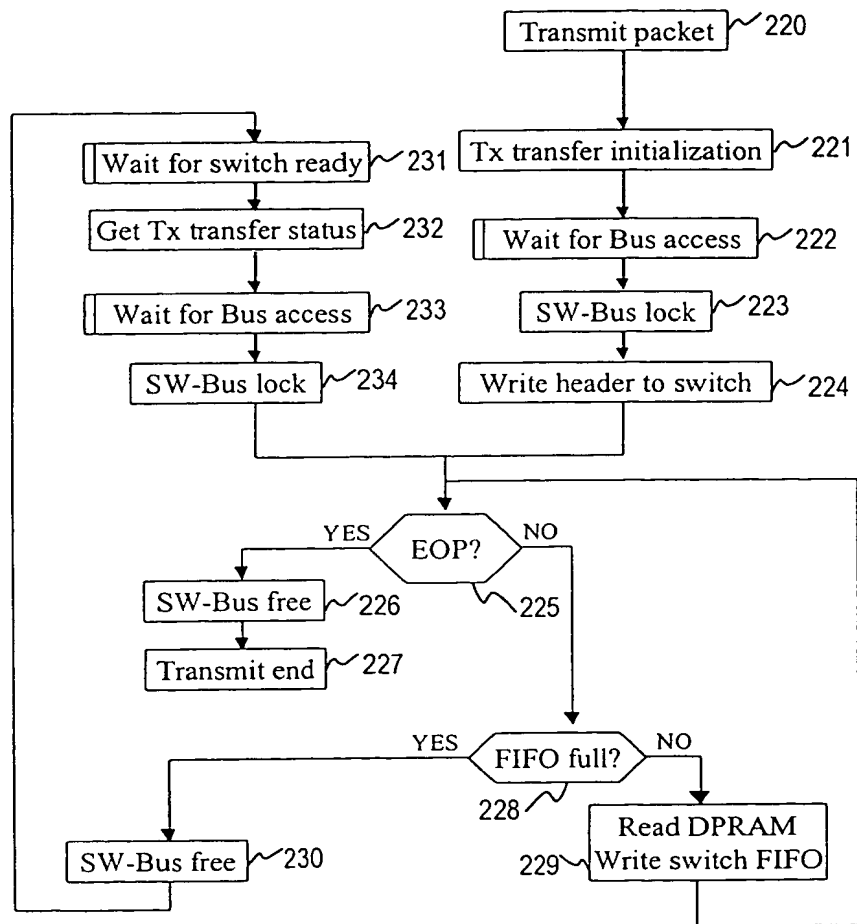 Transmit packet 220
Wait for switch ready 231
Tx transfer initialization 221
Get Tx transfer status 232
Wait for Bus access 222
Wait for Bus access 233
SW-Bus lock 223
SW-Bus lock 234
Write header to switch 224
YES
EOP?
NO
225
SW-Bus free 226
Transmit end 227
YES
FIFO full?
NO
228
Read DPRAM
Write switch FIFO
229
SW-Bus free 230